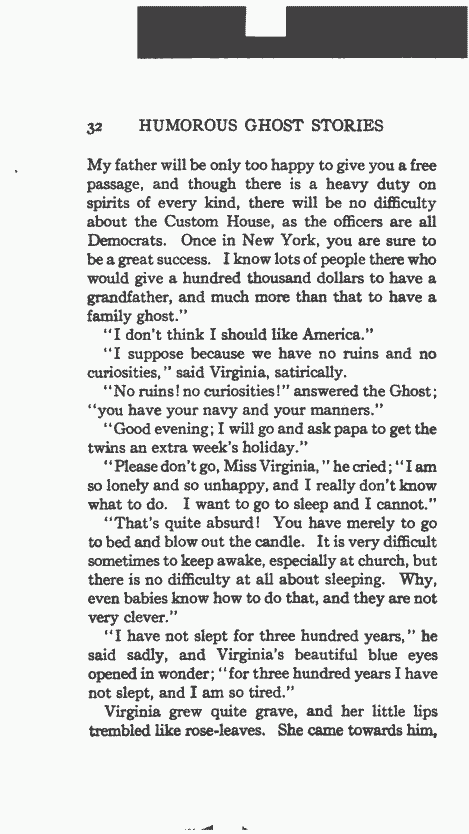 32 HUMOROUS GHOST STORIES
My father will be only too happy to give you a free
passage, and though there is a heavy duty on
spirits of every kind, there will be no difficulty
about the Custom House, as the officers are all
Democrats. Once in New York, you are sure to
be a great success. I know lots of people there who
would give a hundred thousand dollars to have a
grandfather, and much more than that to have a
family ghost."
"I don't think I should like America."
"I suppose because we have no ruins and no
curiosities," said Virginia, satirically.
"No ruins! no curiosities!" answered the Ghost;
"you have your navy and your manners."
"Good evening; I will go and ask papa to get the
twins an extra week's holiday."
"Please don't go, Miss Virginia," he cried; "I am
so lonely and so unhappy, and I really don't know
what to do. I want to go to sleep and I cannot."
"That's quite absurd! You have merely to go
to bed and blow out the candle. It is very difficult
sometimes to keep awake, especially at church, but
there is no difficulty at all about sleeping. Why,
even babies know how to do that, and they are not
very clever."
"I have not slept for three hundred years," he
said sadly, and Virginia's beautiful blue eyes
opened in wonder; "for three hundred years I have
not slept, and I am so tired."
Virginia grew quite grave, and her little lips
trembled like rose-leaves. She came towards him,